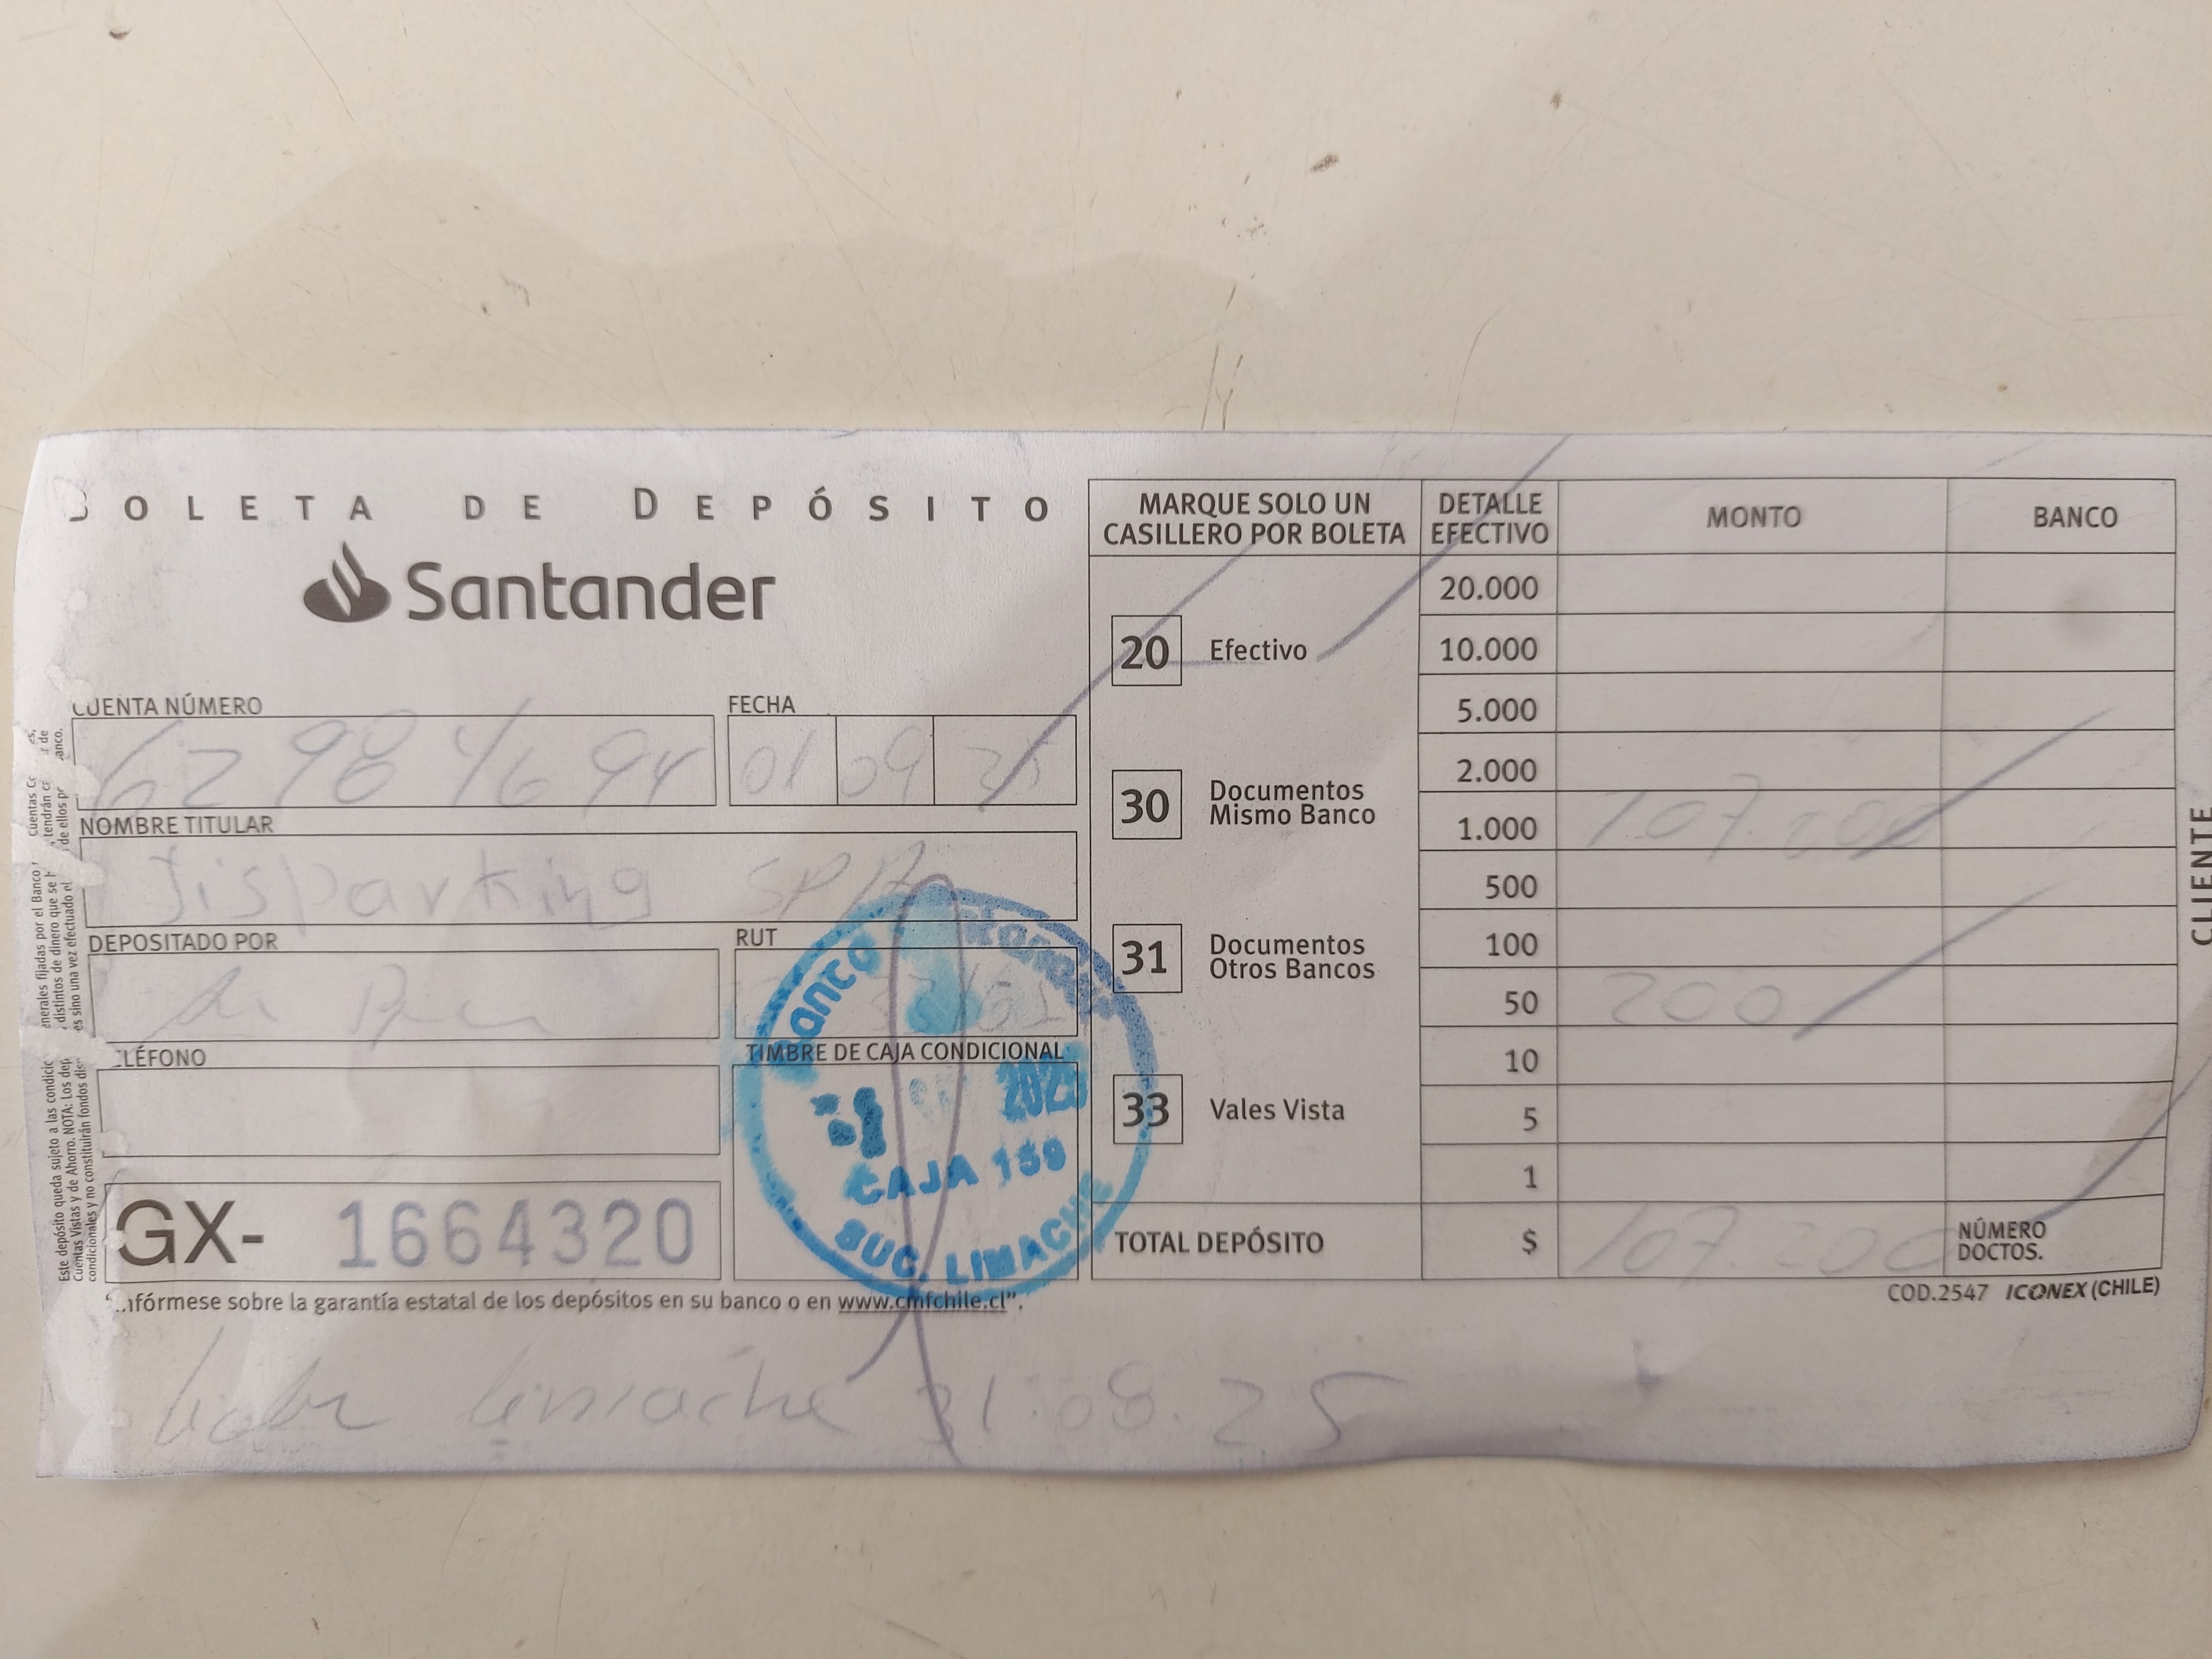 BOLETA DE DEPÓSITO
Santander
CUENTA NÚMERO
FECHA
01 09 25
NOMBRE TITULAR
Jisparking SPA
DEPOSITADO POR
RUT
TELÉFONO
TIMBRE DE CAJA CONDICIONAL
Banco
2025
CAJA 159
SUC. LIMACHE
GX- 1664320
"Infórmese sobre la garantía estatal de los depósitos en su banco o en www.cmfchile.cl".
MARQUE SOLO UN CASILLERO POR BOLETA
20 Efectivo
30 Documentos Mismo Banco
31 Documentos Otros Bancos
33 Vales Vista
DETALLE EFECTIVO MONTO BANCO
20.000
10.000
5.000
2.000
1.000 107.000
500
100
50 200
10
5
1
TOTAL DEPÓSITO $ 107.200 NÚMERO DOCTOS.
COD.2547 ICONEX (CHILE)
CLIENTE
limache 31.08.25